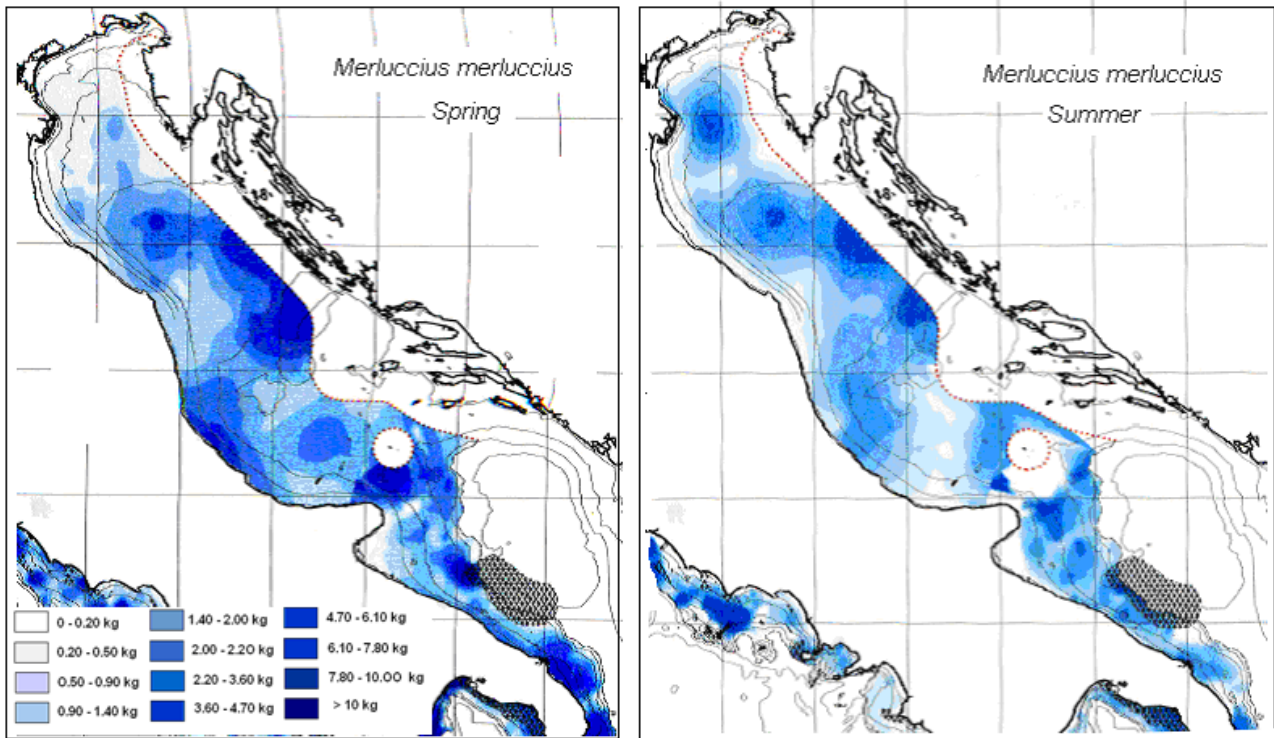 Merluccius merluccius
Spring
0 - 0.20 kg
0.20 - 0.50 kg
0.50 - 0.90 kg
0.90 - 1.40 kg
1.40 - 2.00 kg
2.00 - 2.20 kg
2.20 - 3.60 kg
3.60 - 4.70 kg
4.70 - 6.10 kg
6.10 - 7.80 kg
7.80 - 10.00 kg
> 10 kg
Merluccius merluccius
Summer